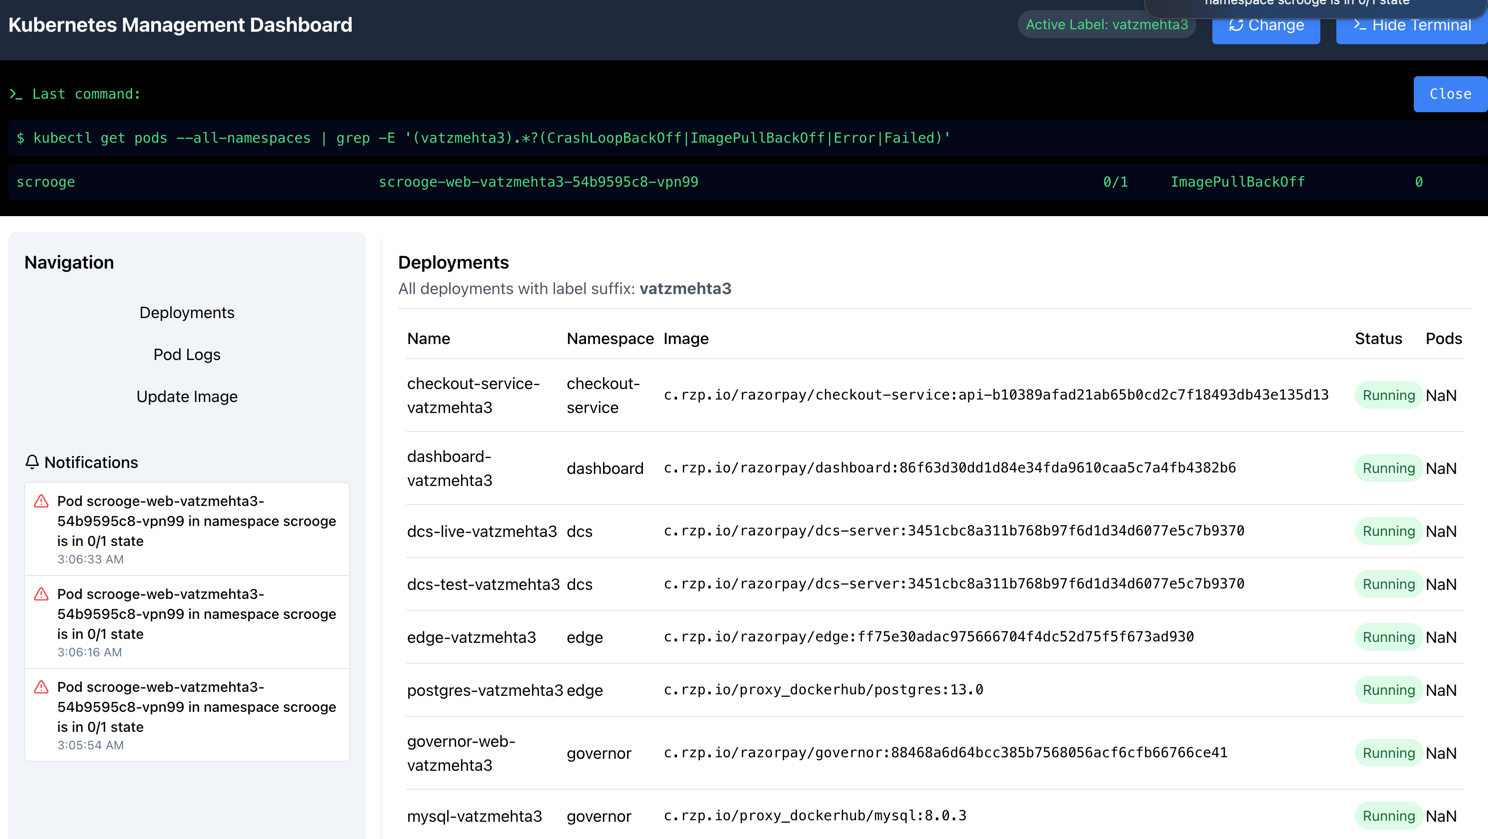 namespace scrooge is in 0/1 state
Kubernetes Management Dashboard
Active Label: vatzmehta3
Change
>_ Hide Terminal
>_ Last command:
Close
$ kubectl get pods --all-namespaces | grep -E '(vatzmehta3).*?(CrashLoopBackOff|ImagePullBackOff|Error|Failed)'
scrooge scrooge-web-vatzmehta3-54b9595c8-vpn99 0/1 ImagePullBackOff 0
Navigation
Deployments
Pod Logs
Update Image
Notifications
Pod scrooge-web-vatzmehta3-
54b9595c8-vpn99 in namespace scrooge
is in 0/1 state
3:06:33 AM
Pod scrooge-web-vatzmehta3-
54b9595c8-vpn99 in namespace scrooge
is in 0/1 state
3:06:16 AM
Pod scrooge-web-vatzmehta3-
54b9595c8-vpn99 in namespace scrooge
is in 0/1 state
3:05:54 AM
Deployments
All deployments with label suffix: vatzmehta3
Name Namespace Image Status Pods
checkout-service-
vatzmehta3
checkout-
service
c.rzp.io/razorpay/checkout-service:api-b10389afad21ab65b0cd2c7f18493db43e135d13 Running NaN
dashboard-
vatzmehta3
dashboard c.rzp.io/razorpay/dashboard:86f63d30dd1d84e34fda9610caa5c7a4fb4382b6 Running NaN
dcs-live-vatzmehta3 dcs c.rzp.io/razorpay/dcs-server:3451cbc8a311b768b97f6d1d34d6077e5c7b9370 Running NaN
dcs-test-vatzmehta3 dcs c.rzp.io/razorpay/dcs-server:3451cbc8a311b768b97f6d1d34d6077e5c7b9370 Running NaN
edge-vatzmehta3 edge c.rzp.io/razorpay/edge:ff75e30adac975666704f4dc52d75f5f673ad930 Running NaN
postgres-vatzmehta3 edge c.rzp.io/proxy_dockerhub/postgres:13.0 Running NaN
governor-web-
vatzmehta3
governor c.rzp.io/razorpay/governor:88468a6d64bcc385b7568056acf6cfb66766ce41 Running NaN
mysql-vatzmehta3 governor c.rzp.io/proxy_dockerhub/mysql:8.0.3 Running NaN